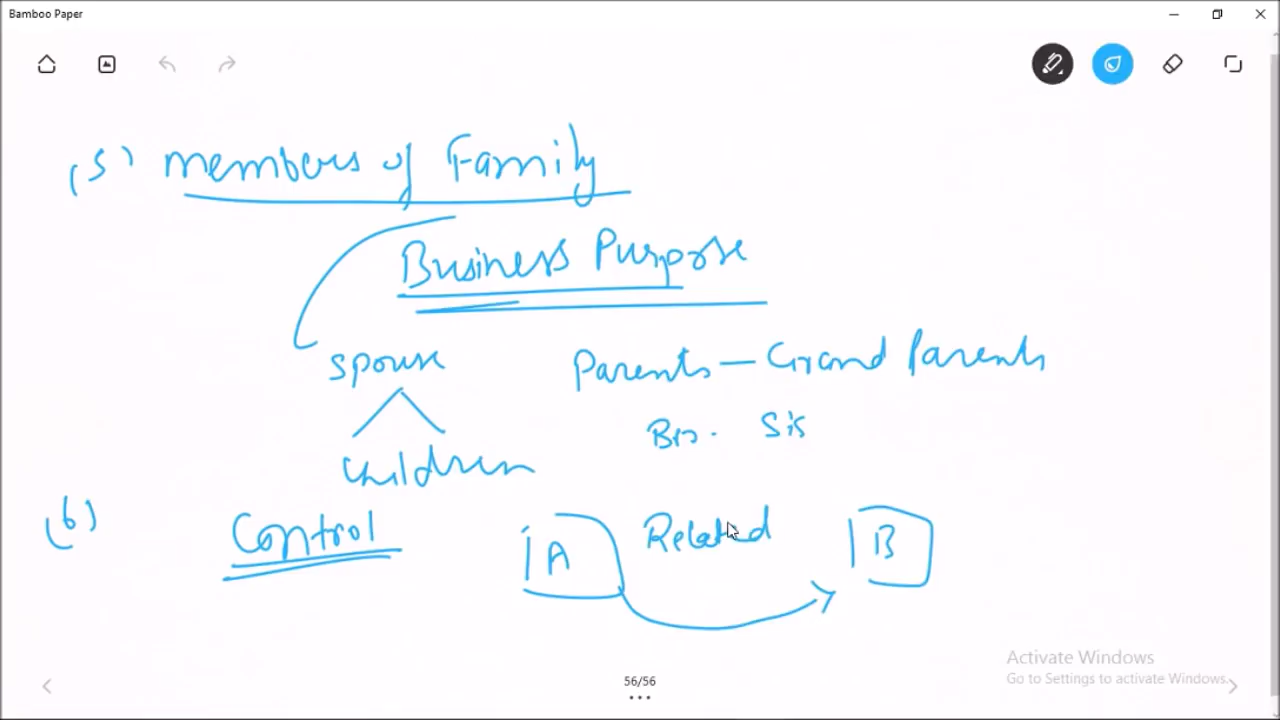 Bamboo Paper
(5) members of Family
Business Purpose
spouse
Parents — Grand Parents
Bro. Sis
children
(6) Control
A Related B
Activate Windows
Go to Settings to activate Windows.
56/56